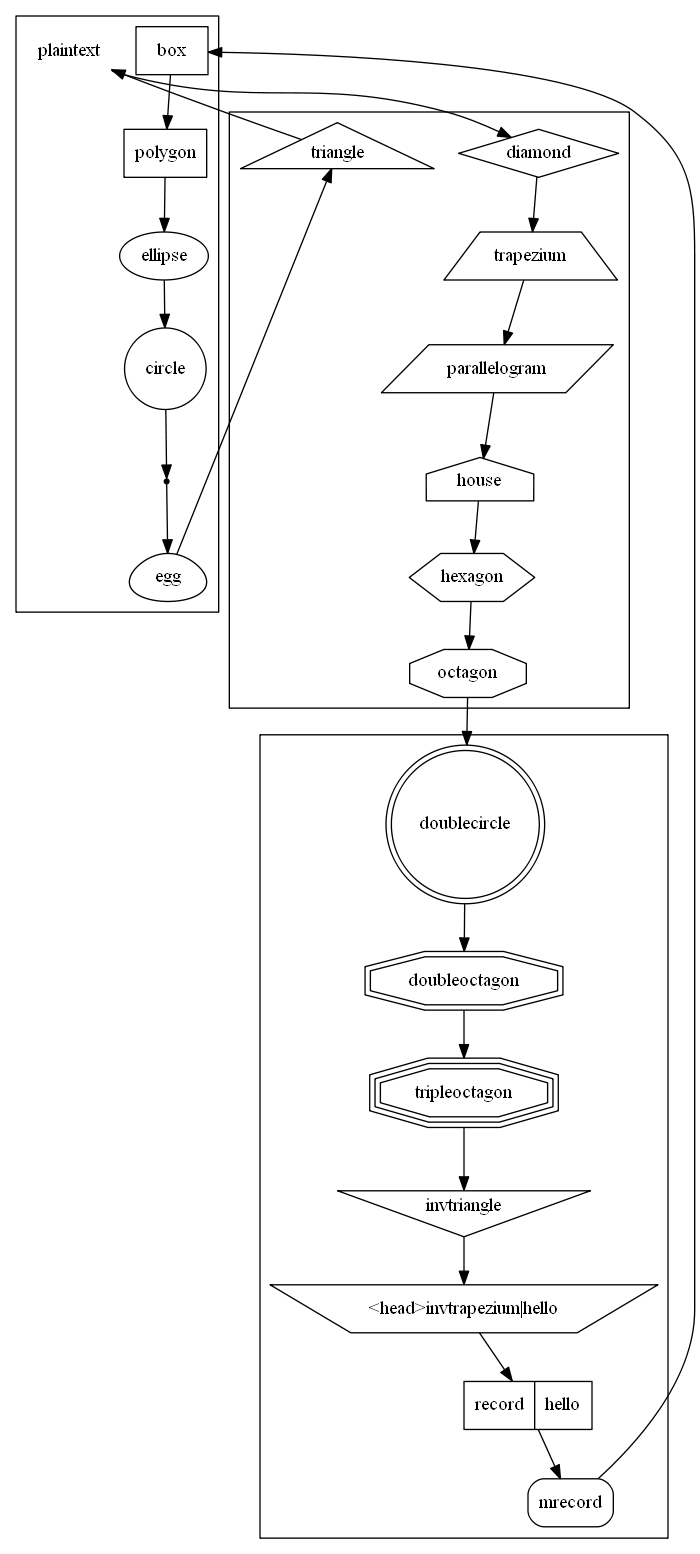 plaintext
box
polygon
ellipse
circle
egg
triangle
diamond
trapezium
parallelogram
house
hexagon
octagon
doublecircle
doubleoctagon
tripleoctagon
invtriangle
<head>invtrapezium|hello
record
hello
mrecord